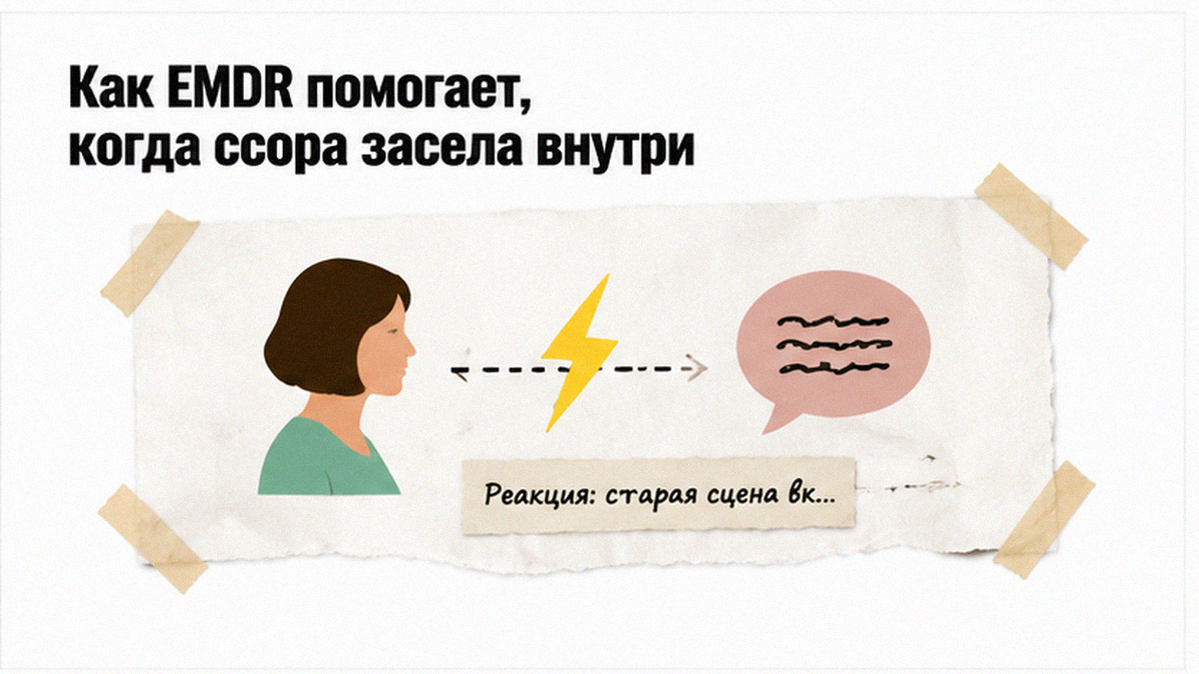 Как EMDR помогает,
когда ссора засела внутри
Реакция: старая сцена вк...